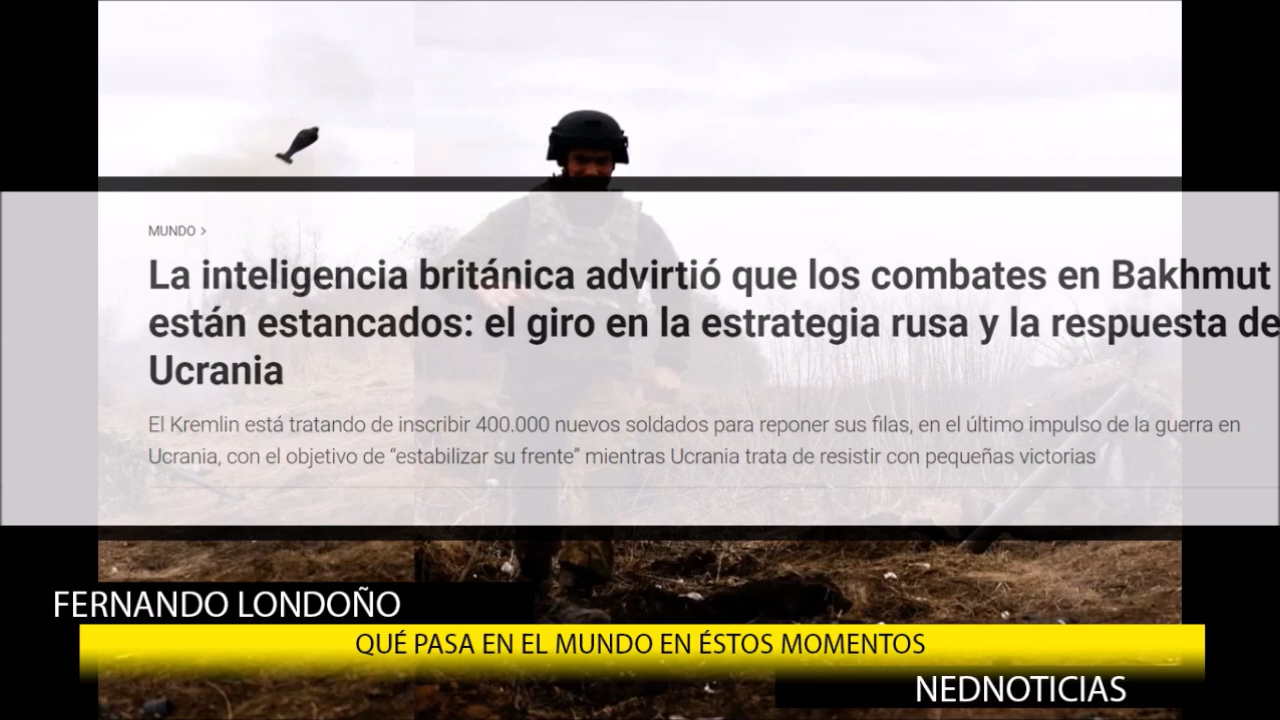 MUNDO >
La inteligencia británica advirtió que los combates en Bakhmut
están estancados: el giro en la estrategia rusa y la respuesta de
Ucrania
El Kremlin está tratando de inscribir 400.000 nuevos soldados para reponer sus filas, en el último impulso de la guerra en
Ucrania, con el objetivo de “estabilizar su frente” mientras Ucrania trata de resistir con pequeñas victorias
FERNANDO LONDOÑO
QUÉ PASA EN EL MUNDO EN ÉSTOS MOMENTOS
NEDNOTICIAS